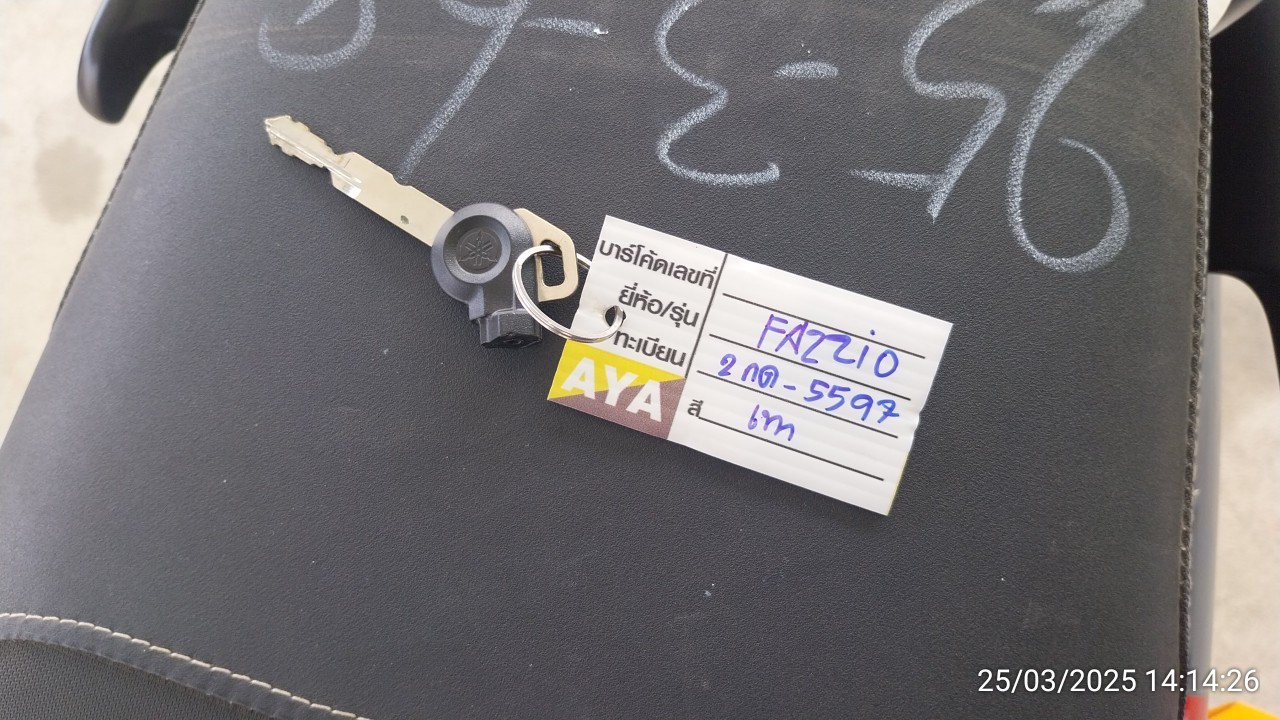 บาร์โค้ดเลขที่
ยี่ห้อ/รุ่น FAZZIO
ทะเบียน 2 กด - 5597
สี เทา
AYA
25/03/2025 14:14:26